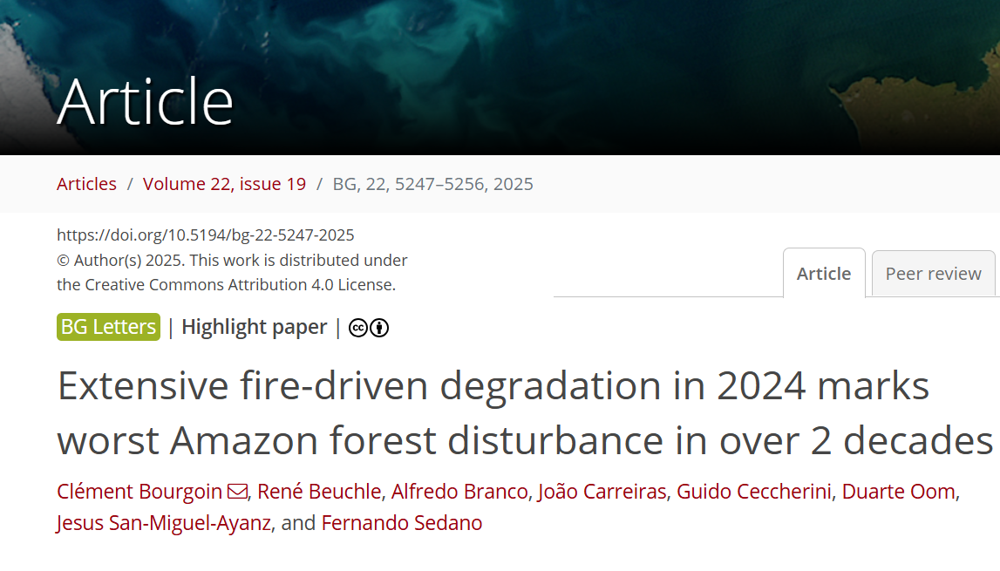 Article
Articles / Volume 22, issue 19 / BG, 22, 5247–5256, 2025
https://doi.org/10.5194/bg-22-5247-2025
© Author(s) 2025. This work is distributed under
the Creative Commons Attribution 4.0 License.
Article
Peer review
BG Letters | Highlight paper |
Extensive fire-driven degradation in 2024 marks
worst Amazon forest disturbance in over 2 decades
Clément Bourgoin, René Beuchle, Alfredo Branco, João Carreiras, Guido Ceccherini, Duarte Oom,
Jesus San-Miguel-Ayanz, and Fernando Sedano